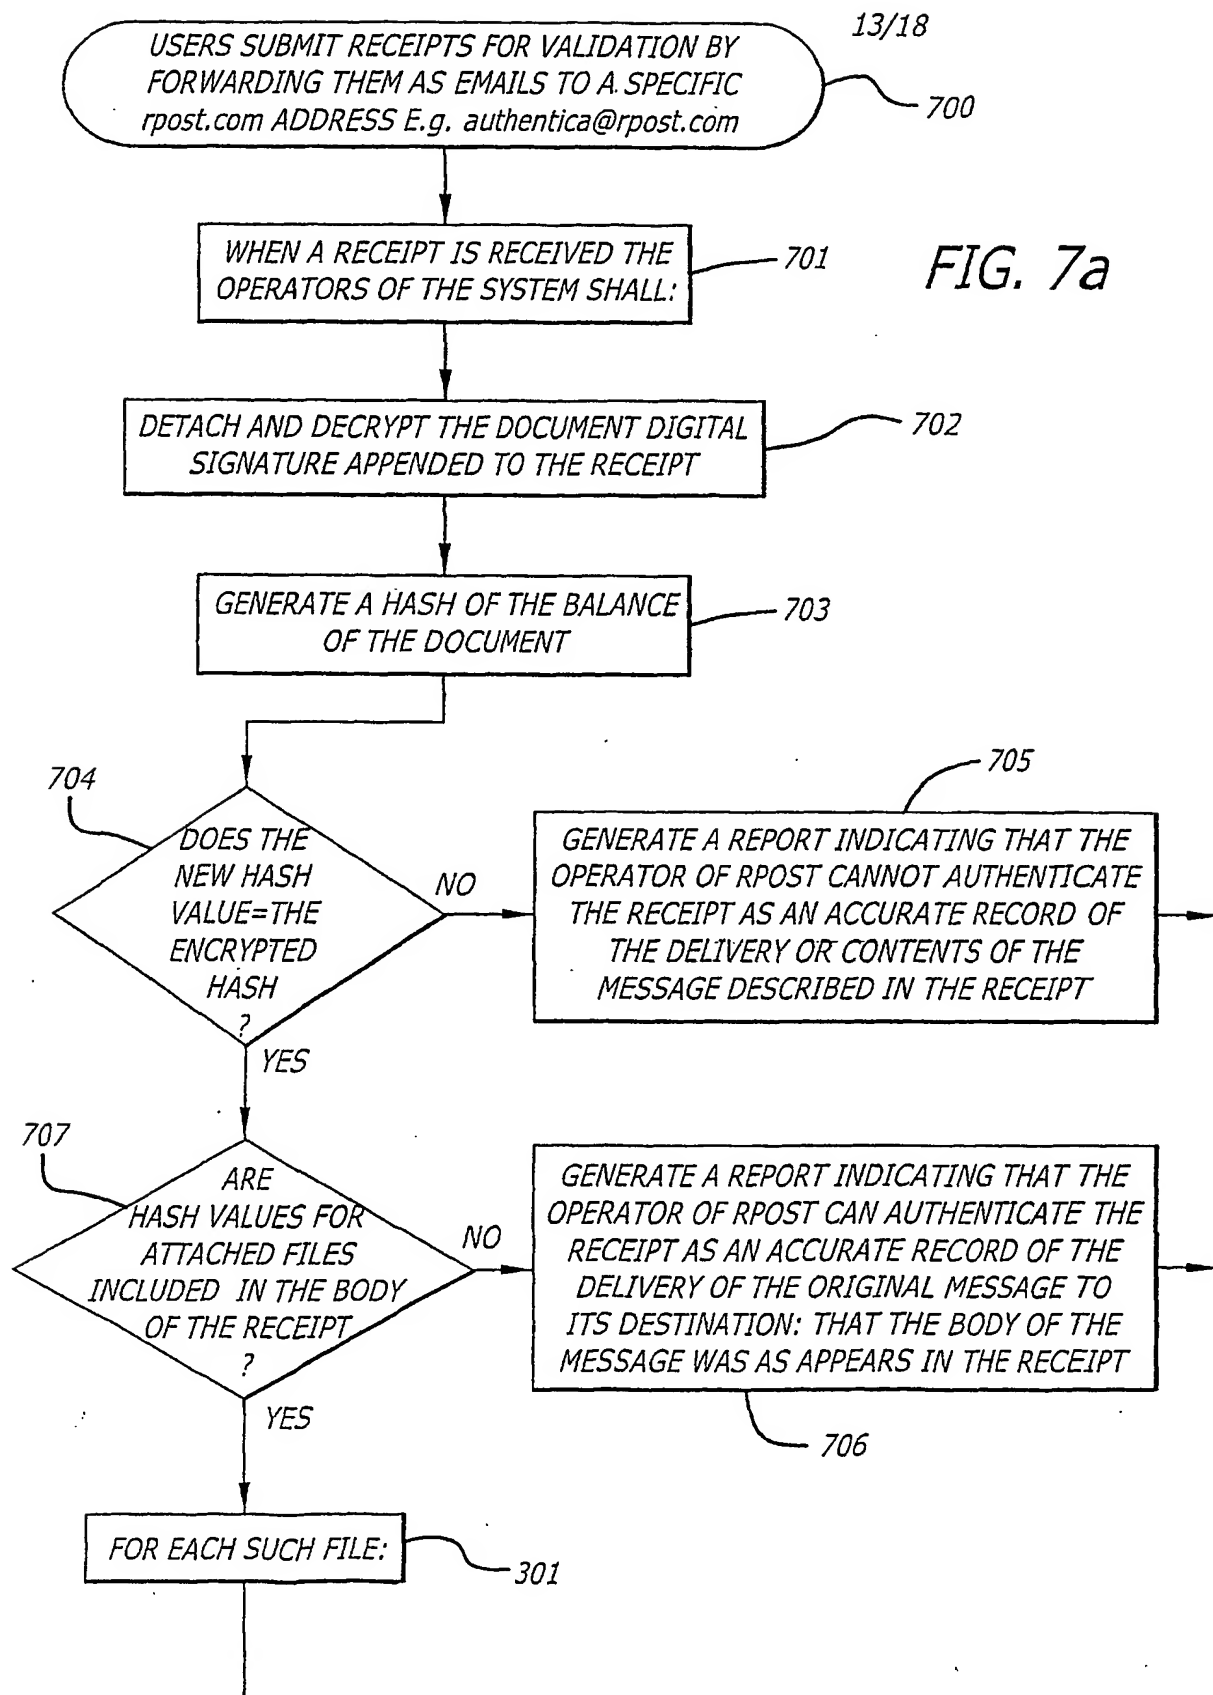 13/18
USERS SUBMIT RECEIPTS FOR VALIDATION BY
FORWARDING THEM AS EMAILS TO A SPECIFIC
rpost.com ADDRESS E.g. authentica@rpost.com
700
WHEN A RECEIPT IS RECEIVED THE
OPERATORS OF THE SYSTEM SHALL:
701
FIG. 7a
DETACH AND DECRYPT THE DOCUMENT DIGITAL
SIGNATURE APPENDED TO THE RECEIPT
702
GENERATE A HASH OF THE BALANCE
OF THE DOCUMENT
703
704
DOES THE
NEW HASH
VALUE=THE
ENCRYPTED
HASH
?
NO
YES
705
GENERATE A REPORT INDICATING THAT THE
OPERATOR OF RPOST CANNOT AUTHENTICATE
THE RECEIPT AS AN ACCURATE RECORD OF
THE DELIVERY OR CONTENTS OF THE
MESSAGE DESCRIBED IN THE RECEIPT
707
ARE
HASH VALUES FOR
ATTACHED FILES
INCLUDED IN THE BODY
OF THE RECEIPT
?
NO
YES
GENERATE A REPORT INDICATING THAT THE
OPERATOR OF RPOST CAN AUTHENTICATE THE
RECEIPT AS AN ACCURATE RECORD OF THE
DELIVERY OF THE ORIGINAL MESSAGE TO
ITS DESTINATION: THAT THE BODY OF THE
MESSAGE WAS AS APPEARS IN THE RECEIPT
706
FOR EACH SUCH FILE:
301